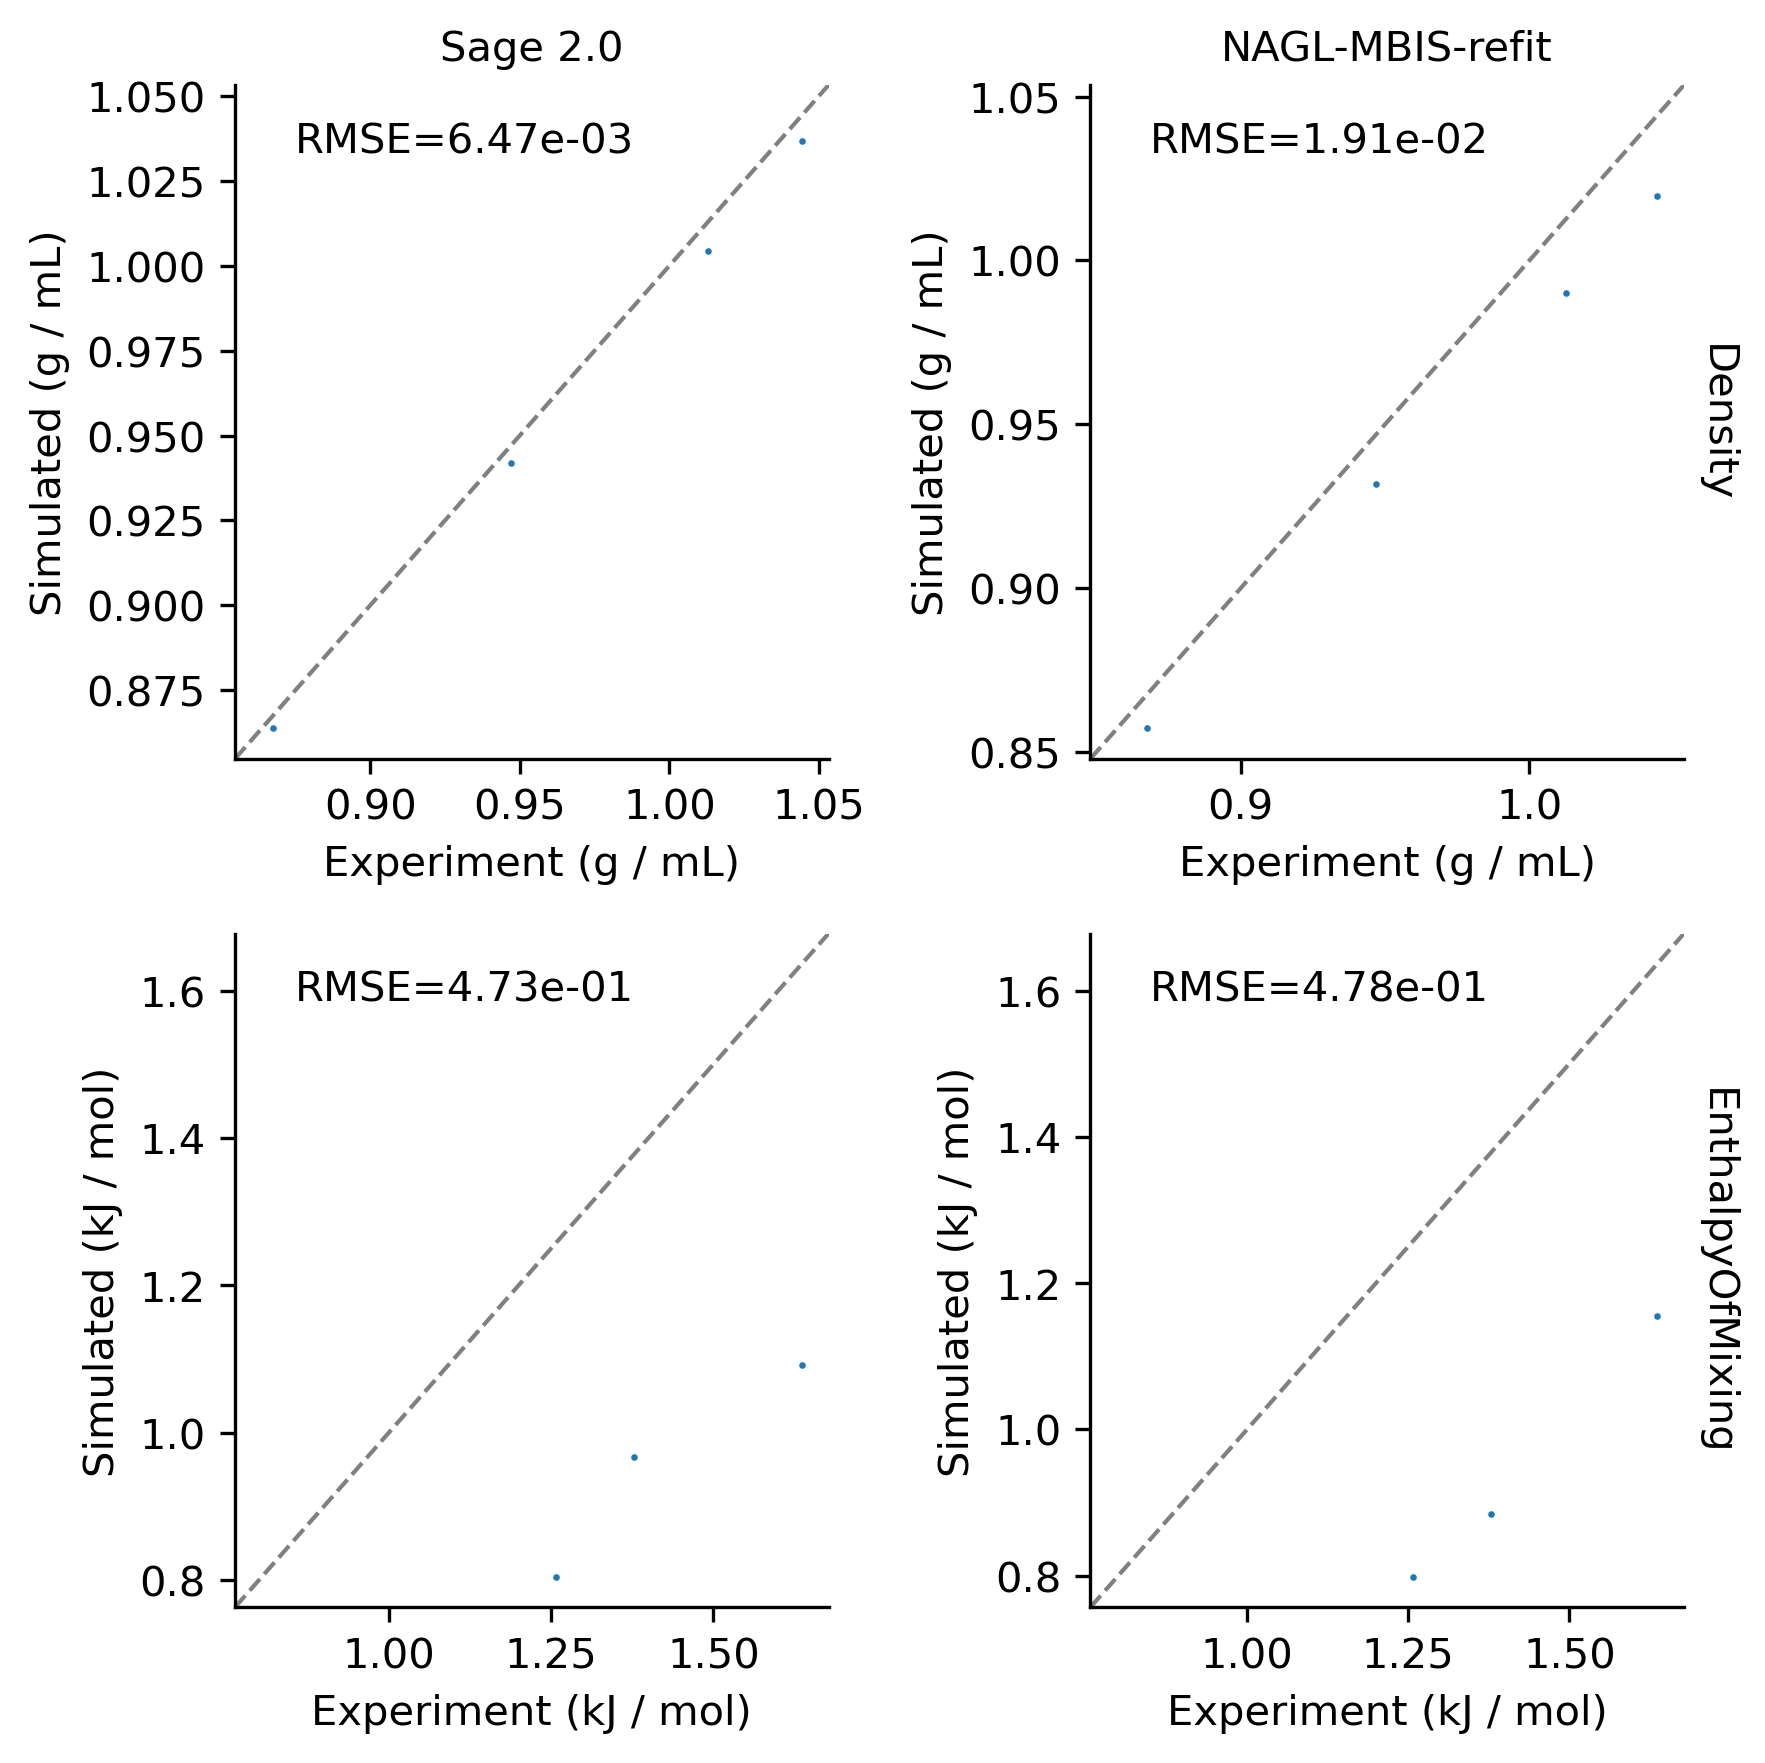 Sage 2.0
NAGL-MBIS-refit
RMSE=6.47e-03
1.050
1.025
1.000
0.975
0.950
0.925
0.900
0.875
Simulated (g / mL)
0.90 0.95 1.00 1.05
Experiment (g / mL)
RMSE=1.91e-02
1.05
1.00
0.95
0.90
0.85
Simulated (g / mL)
0.9 1.0
Experiment (g / mL)
Density
RMSE=4.73e-01
1.6
1.4
1.2
1.0
0.8
Simulated (kJ / mol)
1.00 1.25 1.50
Experiment (kJ / mol)
RMSE=4.78e-01
1.6
1.4
1.2
1.0
0.8
Simulated (kJ / mol)
1.00 1.25 1.50
Experiment (kJ / mol)
EnthalpyOfMixing